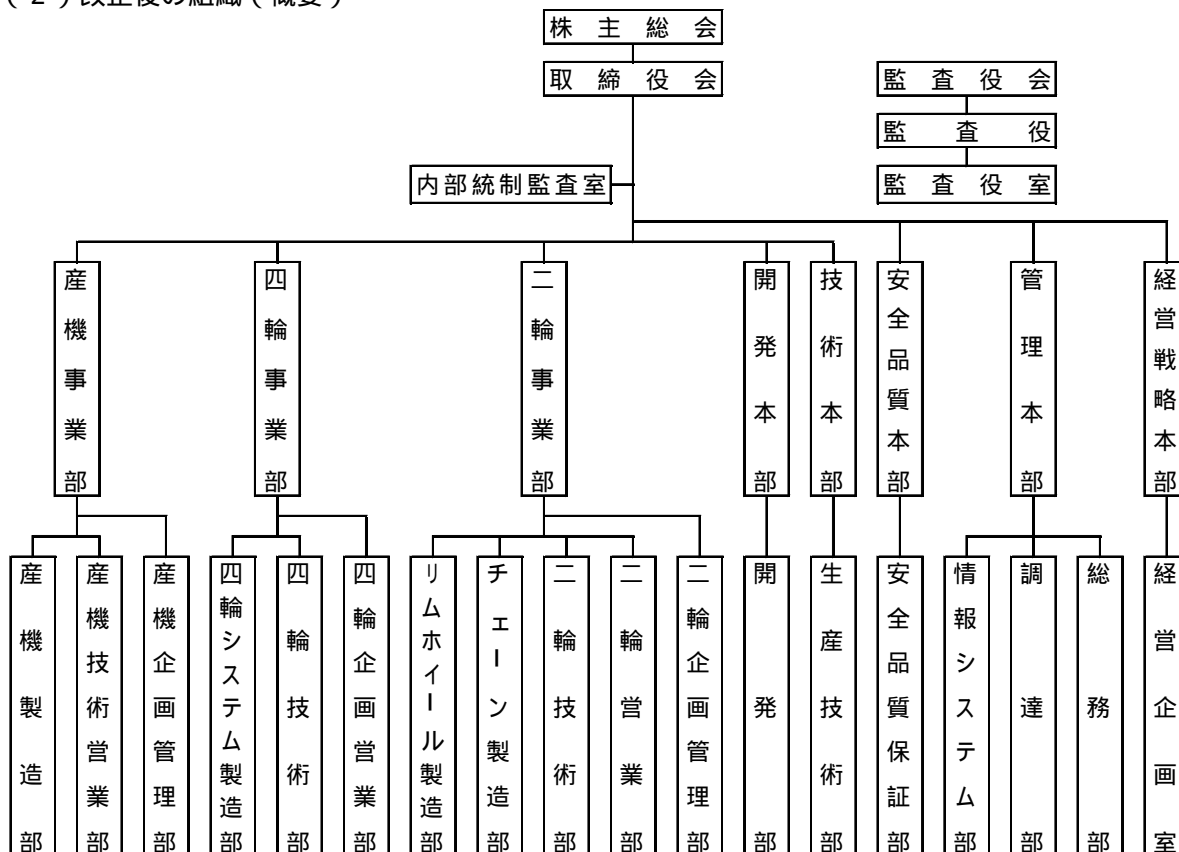 (2)改正後の組織(概要)
株主総会
取締役会
監査役会
監査役
内部統制監査室
監査役室
産機事業部
四輪事業部
二輪事業部
開発本部
技術本部
安全品質本部
管理本部
経営戦略本部
産機製造部
産機技術営業部
産機企画管理部
四輪システム製造部
四輪技術部
四輪企画営業部
リムホイール製造部
チェーン製造部
二輪技術部
二輪営業部
二輪企画管理部
開発部
生産技術部
安全品質保証部
情報システム部
調達部
総務部
経営企画室